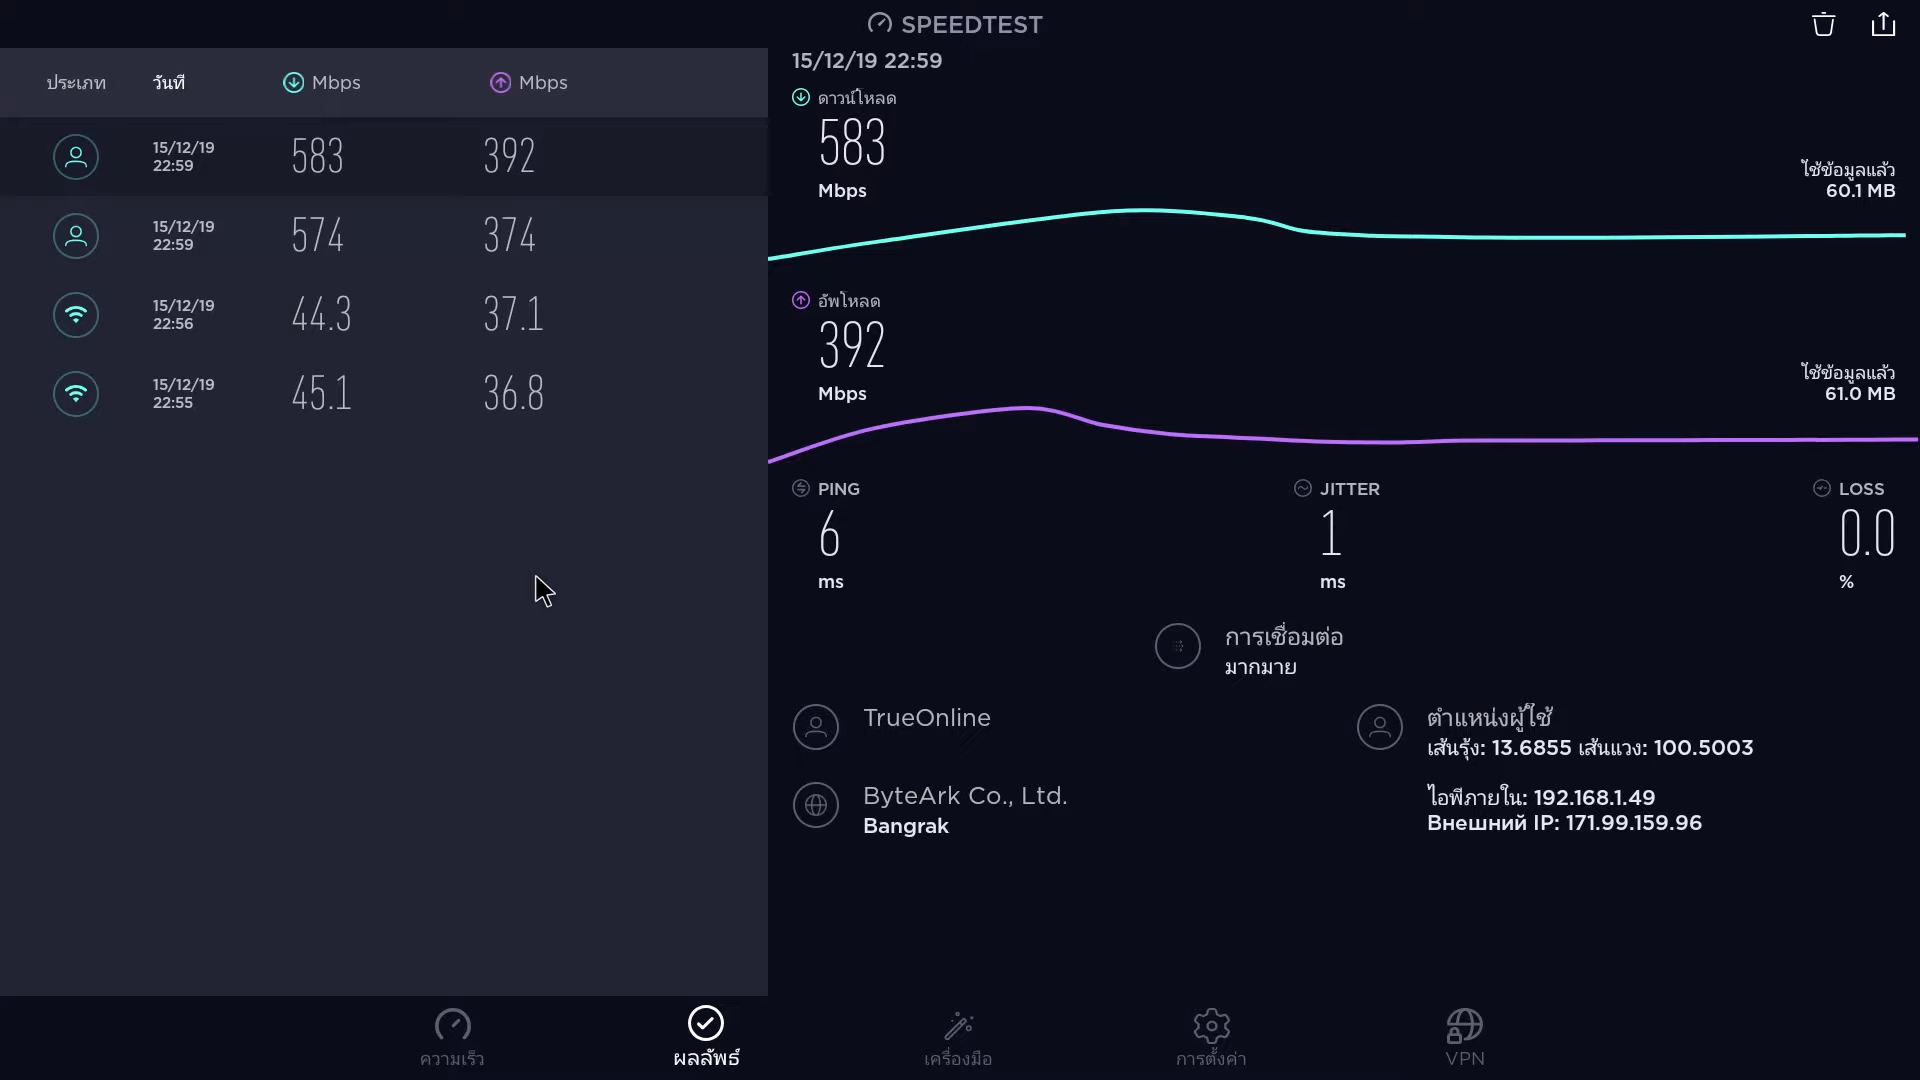 SPEEDTEST
ประเภท วันที่ Mbps Mbps
15/12/19
22:59
583 392
15/12/19
22:59
574 374
15/12/19
22:56
44.3 37.1
15/12/19
22:55
45.1 36.8
15/12/19 22:59
ดาวน์โหลด
583
Mbps
ใช้ข้อมูลแล้ว
60.1 MB
อัพโหลด
392
Mbps
ใช้ข้อมูลแล้ว
61.0 MB
PING
6
ms
JITTER
1
ms
LOSS
0.0
%
การเชื่อมต่อ
มากมาย
TrueOnline
ByteArk Co., Ltd.
Bangrak
ตำแหน่งผู้ใช้
เส้นรุ้ง: 13.6855 เส้นแวง: 100.5003
ไอพีภายใน: 192.168.1.49
Внешний IP: 171.99.159.96
ความเร็ว ผลลัพธ์ เครื่องมือ การตั้งค่า VPN